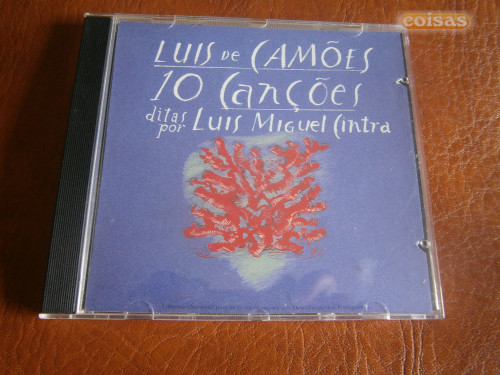 coisas
LUIS DE CAMÕES
10 Canções
ditas
por Luis Miguel Cintra